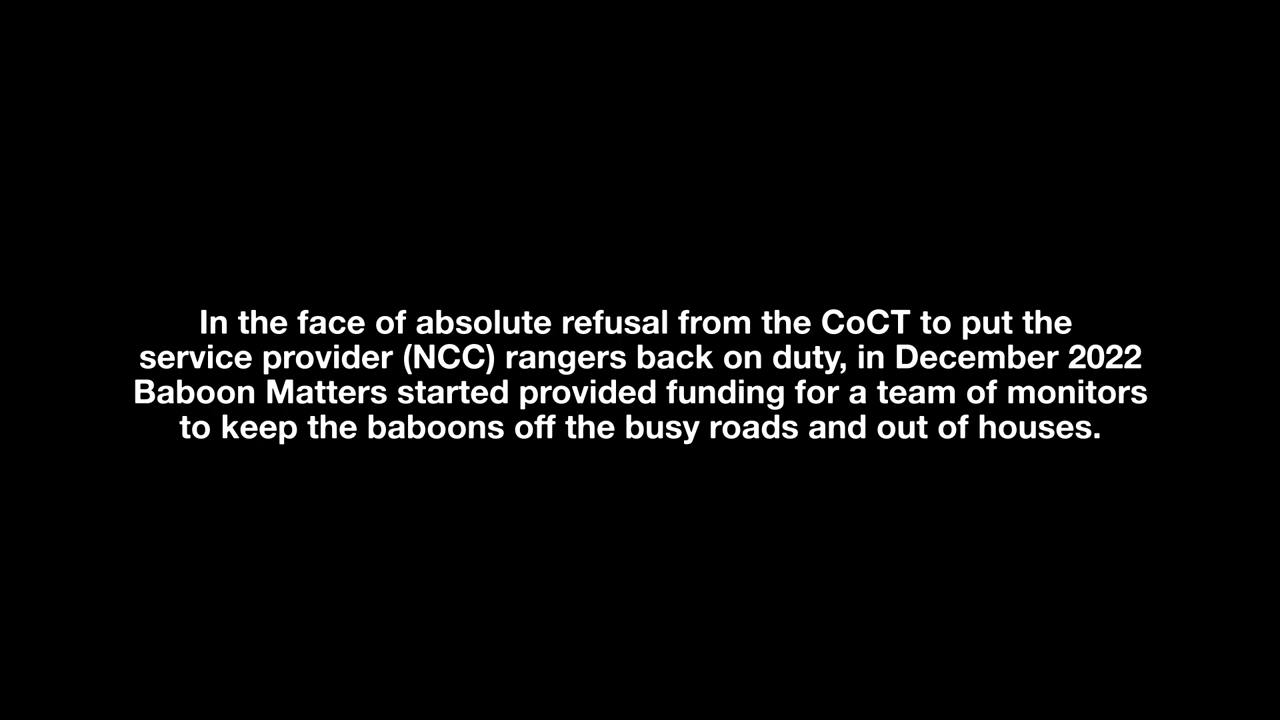 In the face of absolute refusal from the CoCT to put the
service provider (NCC) rangers back on duty, in December 2022
Baboon Matters started provided funding for a team of monitors
to keep the baboons off the busy roads and out of houses.